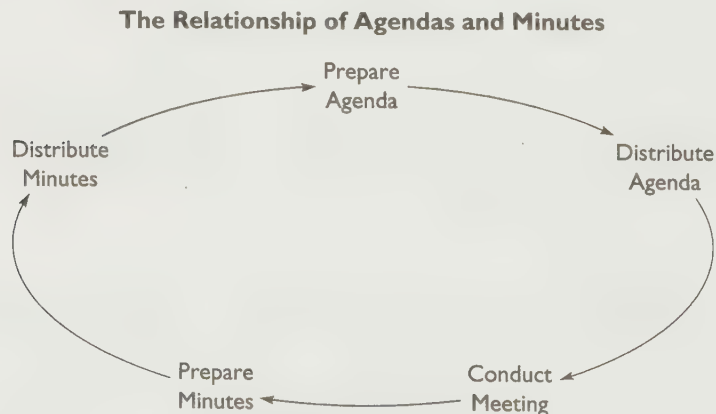 The Relationship of Agendas and Minutes
Prepare
Agenda
Distribute
Agenda
Conduct
Meeting
Prepare
Minutes
Distribute
Minutes